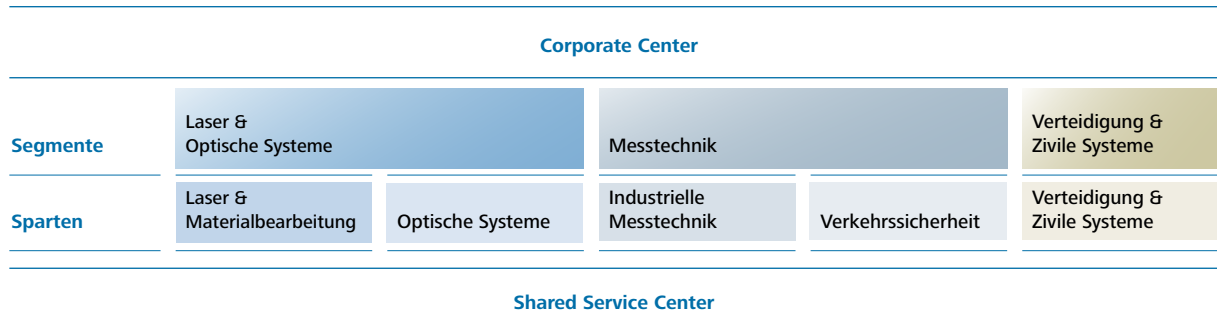 Corporate Center
Segmente
Laser &
Optische Systeme
Messtechnik
Verteidigung &
Zivile Systeme
Sparten
Laser &
Materialbearbeitung
Optische Systeme
Industrielle
Messtechnik
Verkehrssicherheit
Verteidigung &
Zivile Systeme
Shared Service Center